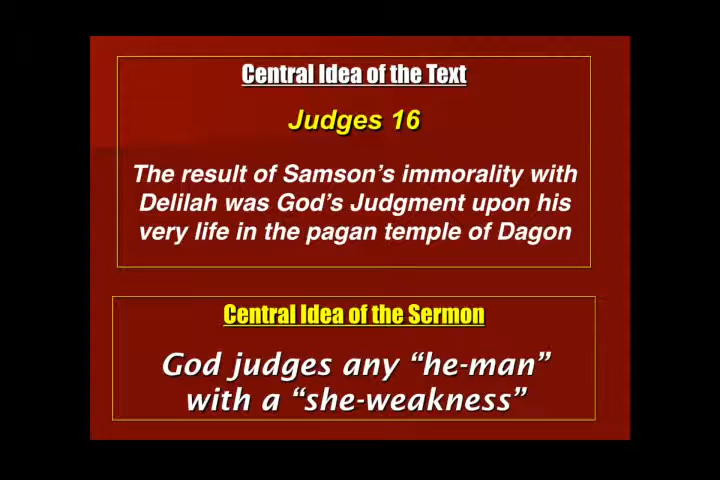 Central Idea of the Text
Judges 16
The result of Samson’s immorality with
Delilah was God’s Judgment upon his
very life in the pagan temple of Dagon
Central Idea of the Sermon
God judges any “he-man”
with a “she-weakness”